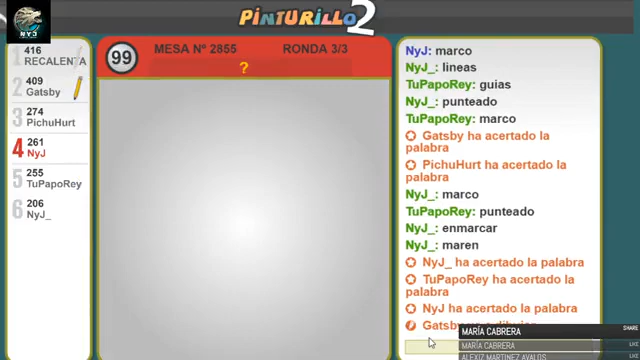 NYJ
PINTURILLO 2
416
RECALENTA
1
2
409
Gatsby
3
274
PichuHurt
4
261
NyJ
5
255
TuPapoRey
6
206
NyJ_
99
MESA Nº 2855
RONDA 3/3
?
NyJ: marco
NyJ_: lineas
TuPapoRey: guias
NyJ_: punteado
TuPapoRey: marco
Gatsby ha acertado la
palabra
PichuHurt ha acertado la
palabra
NyJ_: marco
TuPapoRey: punteado
NyJ_: enmarcar
NyJ_: maren
NyJ_ ha acertado la palabra
TuPapoRey ha acertado la
palabra
NyJ ha acertado la palabra
Gatsby
MARÍA CABRERA
SHARE
MARÍA CABRERA
LIKE
ALEXIZ MARTINEZ AVALOS
LIKE